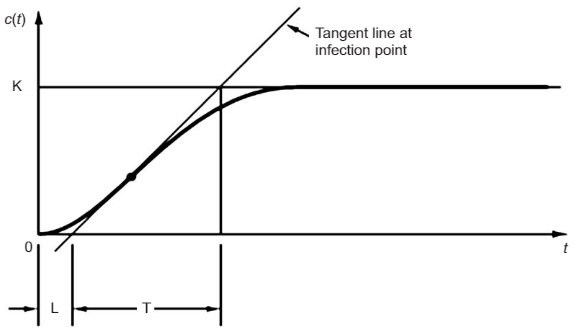 c(t)
Tangent line at
infection point
K
0
t
L
T